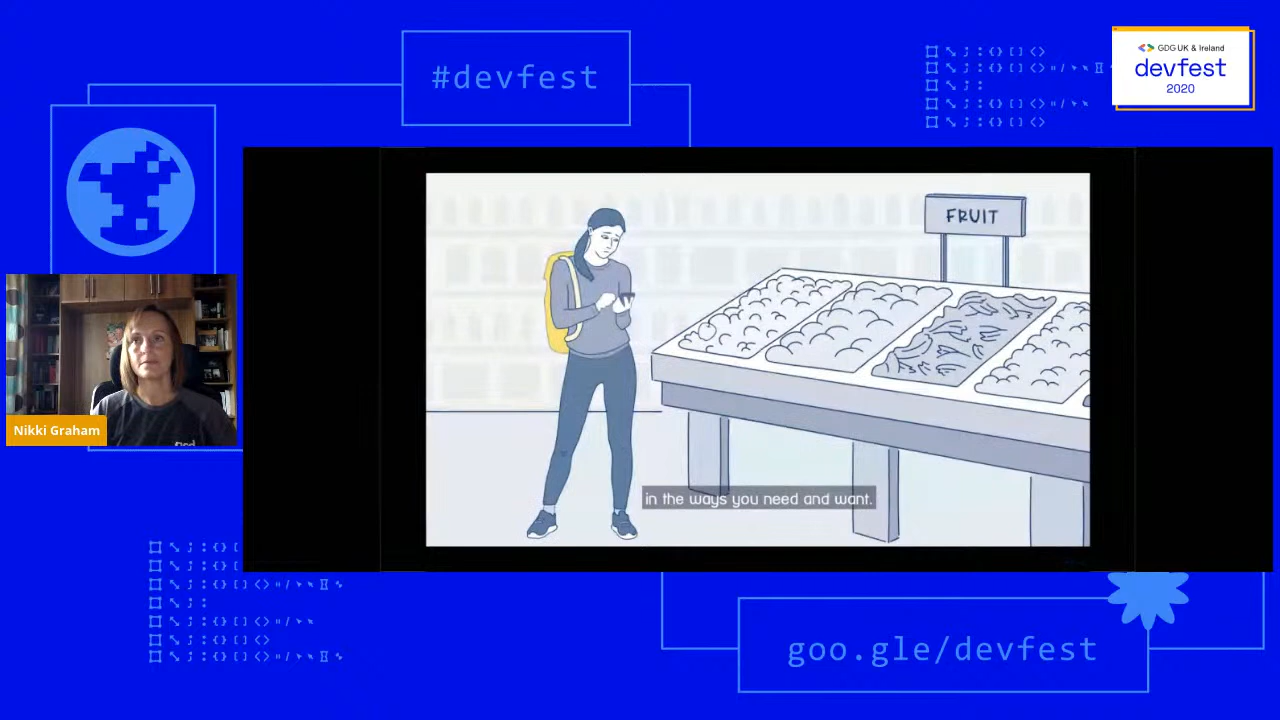 #devfest
GDG UK & Ireland
devfest
2020
FRUIT
Nikki Graham
in the ways you need and want.
goo.gle/devfest